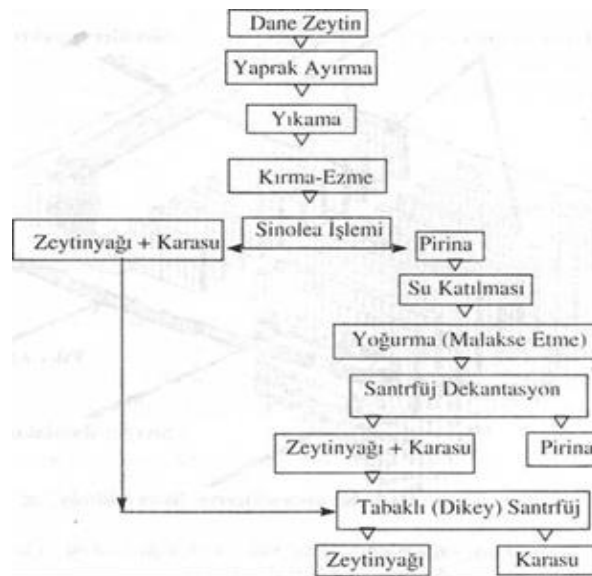 Dane Zeytin
Yaprak Ayırma
Yıkama
Kırma-Ezme
Sinolea İşlemi
Zeytinyağı + Karasu
Pirina
Su Katılması
Yoğurma (Malakse Etme)
Santrfüj Dekantasyon
Zeytinyağı + Karasu
Pirina
Tabaklı (Dikey) Santrfüj
Zeytinyağı
Karasu